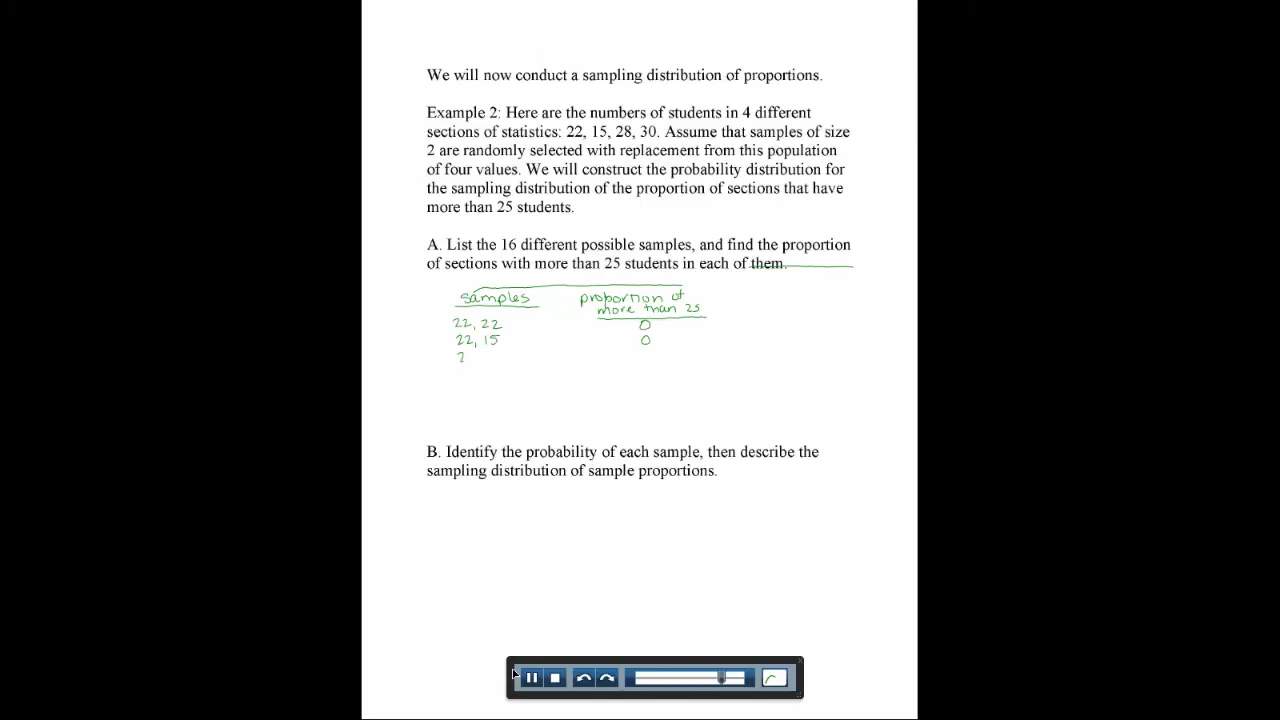 We will now conduct a sampling distribution of proportions.
Example 2: Here are the numbers of students in 4 different
sections of statistics: 22, 15, 28, 30. Assume that samples of size
2 are randomly selected with replacement from this population
of four values. We will construct the probability distribution for
the sampling distribution of the proportion of sections that have
more than 25 students.
A. List the 16 different possible samples, and find the proportion
of sections with more than 25 students in each of them.
samples proportion of
more than 25
22, 22 0
22, 15 0
2
B. Identify the probability of each sample, then describe the
sampling distribution of sample proportions.